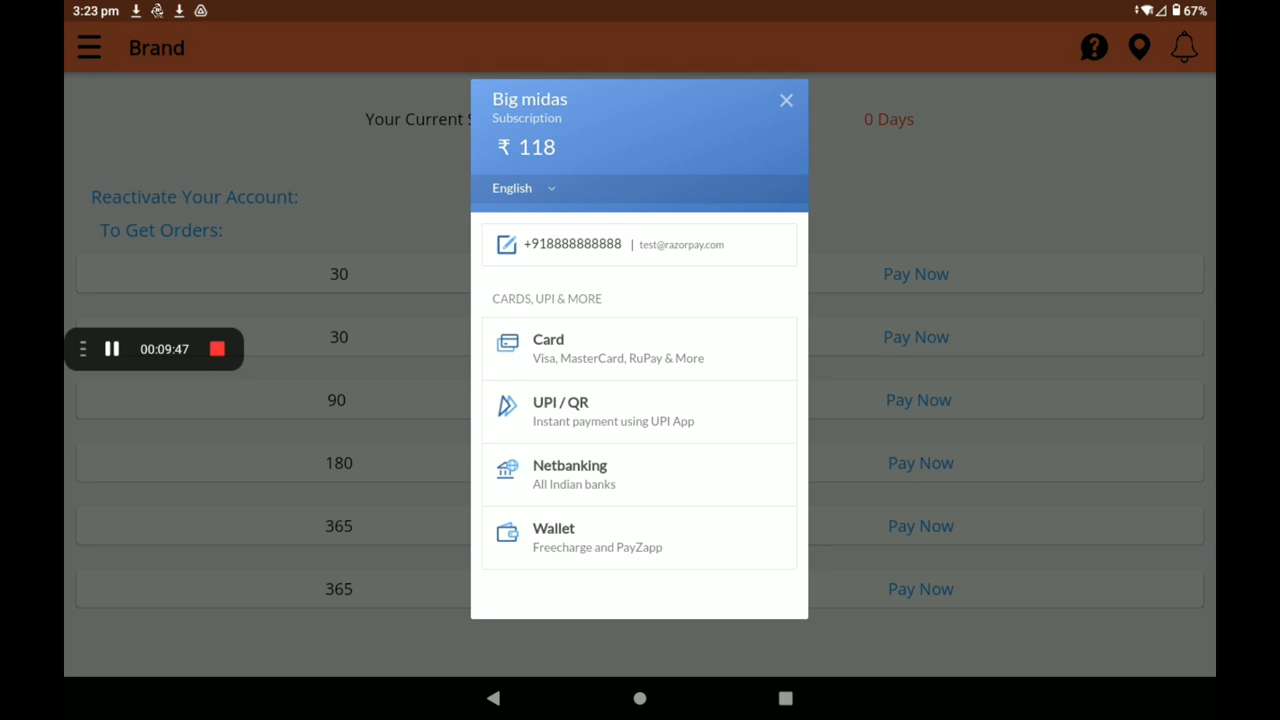 3:23 pm
67%
Brand
Your Current S
0 Days
Reactivate Your Account:
To Get Orders:
30 Pay Now
30 Pay Now
90 Pay Now
180 Pay Now
365 Pay Now
365 Pay Now
00:09:47
Big midas
Subscription
₹ 118
English
+918888888888 | test@razorpay.com
CARDS, UPI & MORE
Card
Visa, MasterCard, RuPay & More
UPI / QR
Instant payment using UPI App
Netbanking
All Indian banks
Wallet
Freecharge and PayZapp